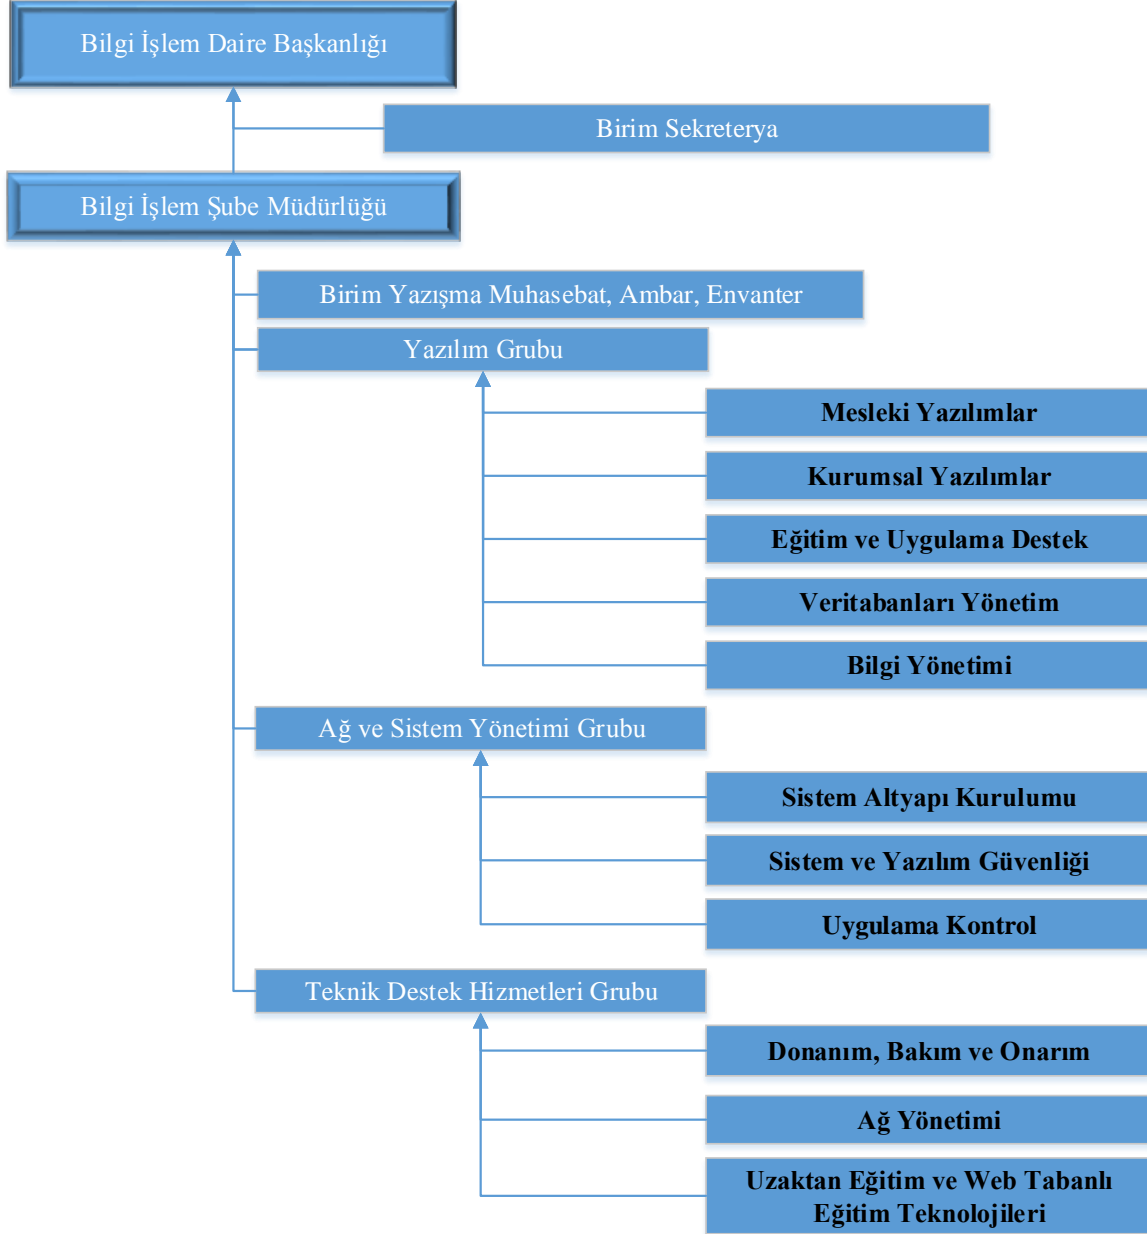 Bilgi İşlem Daire Başkanlığı
Birim Sekreterya
Bilgi İşlem Şube Müdürlüğü
Birim Yazışma Muhasebat, Ambar, Envanter
Yazılım Grubu
Mesleki Yazılımlar
Kurumsal Yazılımlar
Eğitim ve Uygulama Destek
Veritabanları Yönetim
Bilgi Yönetimi
Ağ ve Sistem Yönetimi Grubu
Sistem Altyapı Kurulumu
Sistem ve Yazılım Güvenliği
Uygulama Kontrol
Teknik Destek Hizmetleri Grubu
Donanım, Bakım ve Onarım
Ağ Yönetimi
Uzaktan Eğitim ve Web Tabanlı
Eğitim Teknolojileri